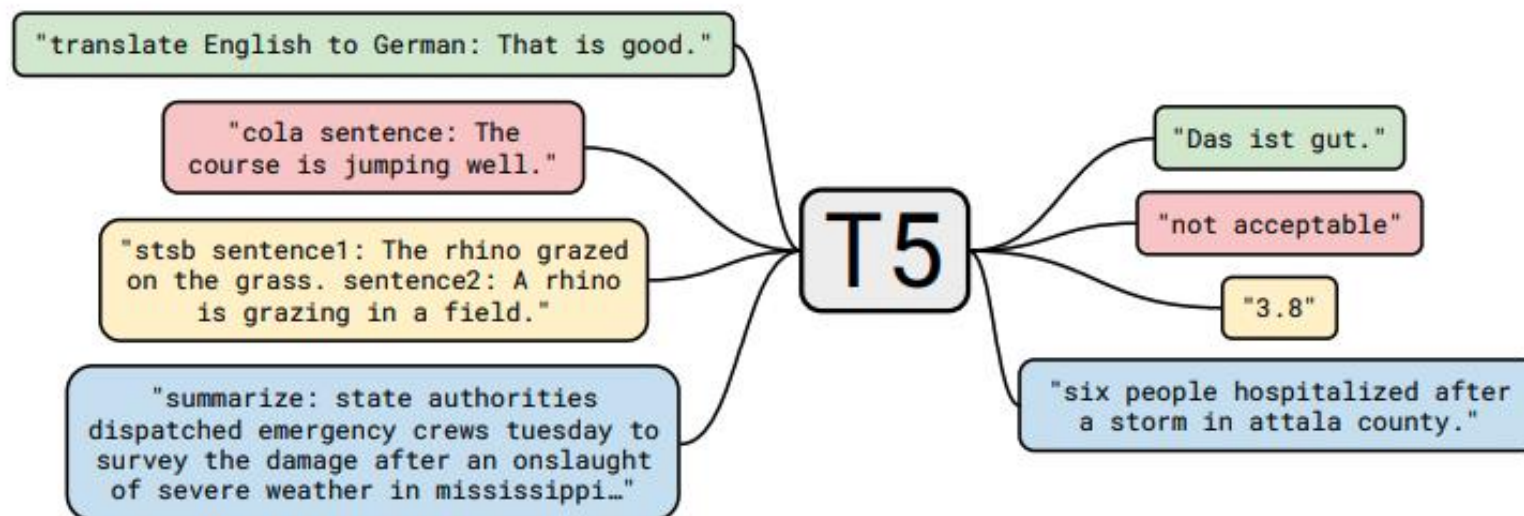 "translate English to German: That is good."
"cola sentence: The
course is jumping well."
"stsb sentence1: The rhino grazed
on the grass. sentence2: A rhino
is grazing in a field."
"summarize: state authorities
dispatched emergency crews tuesday to
survey the damage after an onslaught
of severe weather in mississippi…"
T5
"Das ist gut."
"not acceptable"
"3.8"
"six people hospitalized after
a storm in attala county."